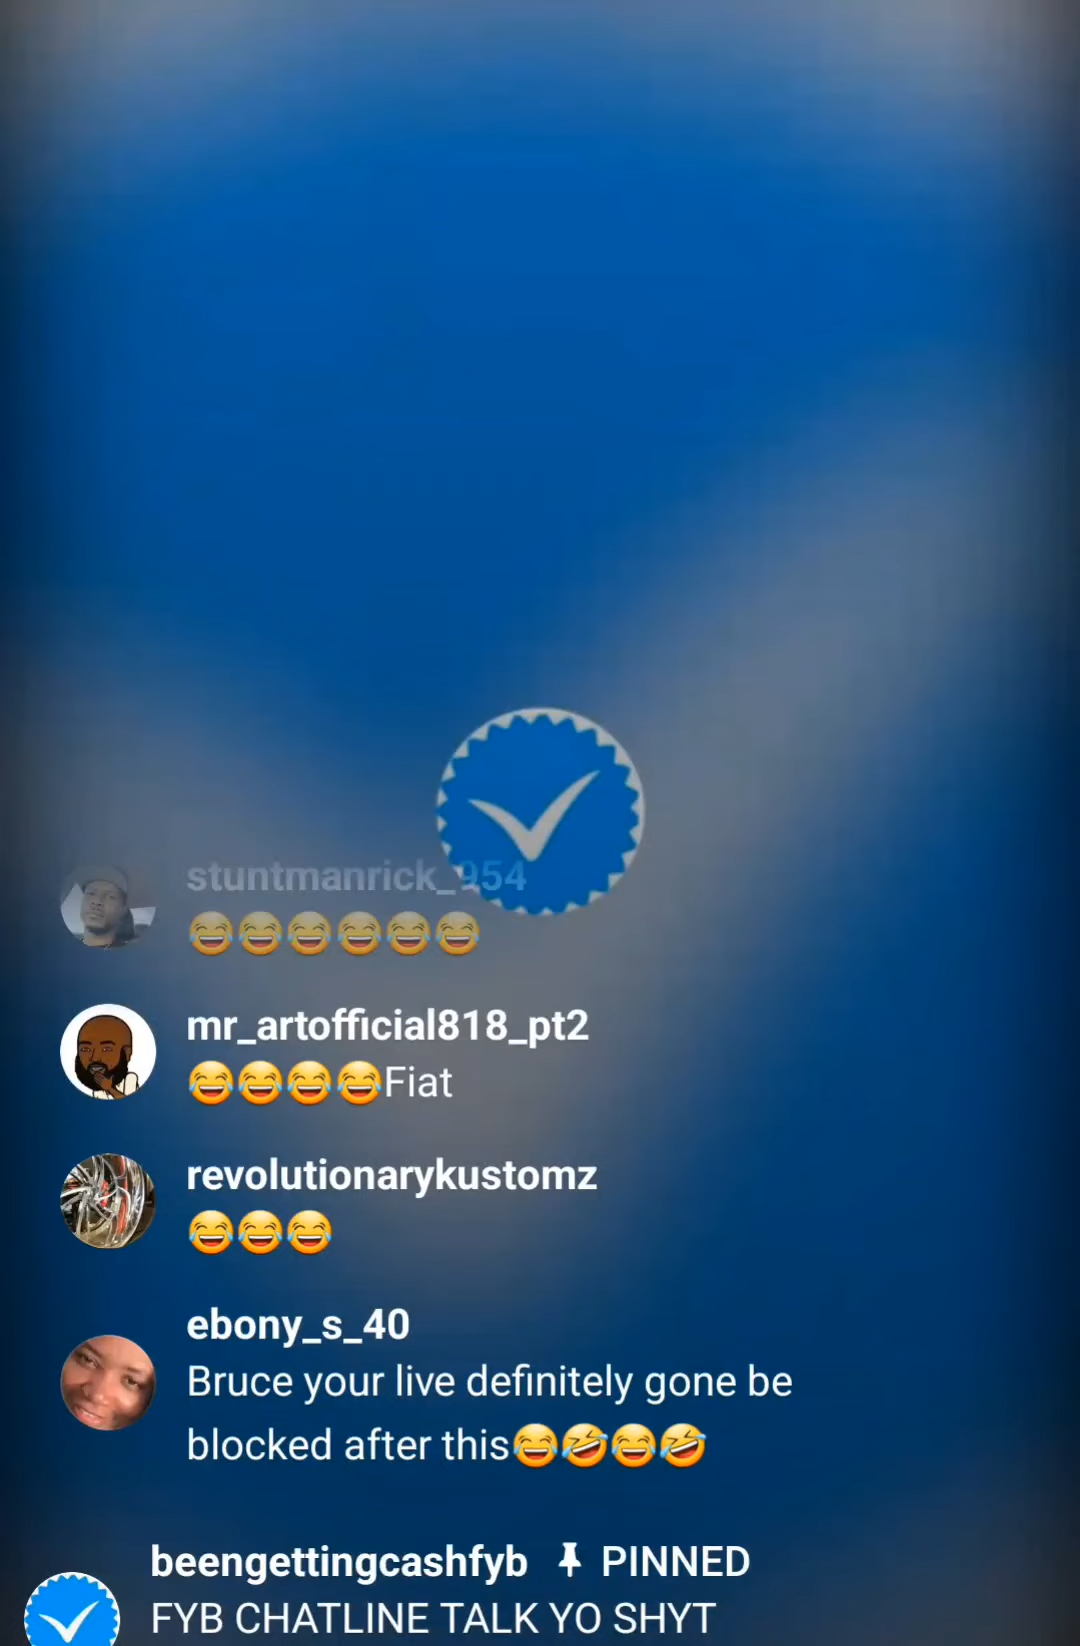 stuntmanrick_954
😂😂😂😂😂😂
mr_artofficial818_pt2
😂😂😂😂Fiat
revolutionarykustomz
😂😂😂
ebony_s_40
Bruce your live definitely gone be
blocked after this😂🤣😂🤣
beengettingcashfyb 📌 PINNED
FYB CHATLINE TALK YO SHYT